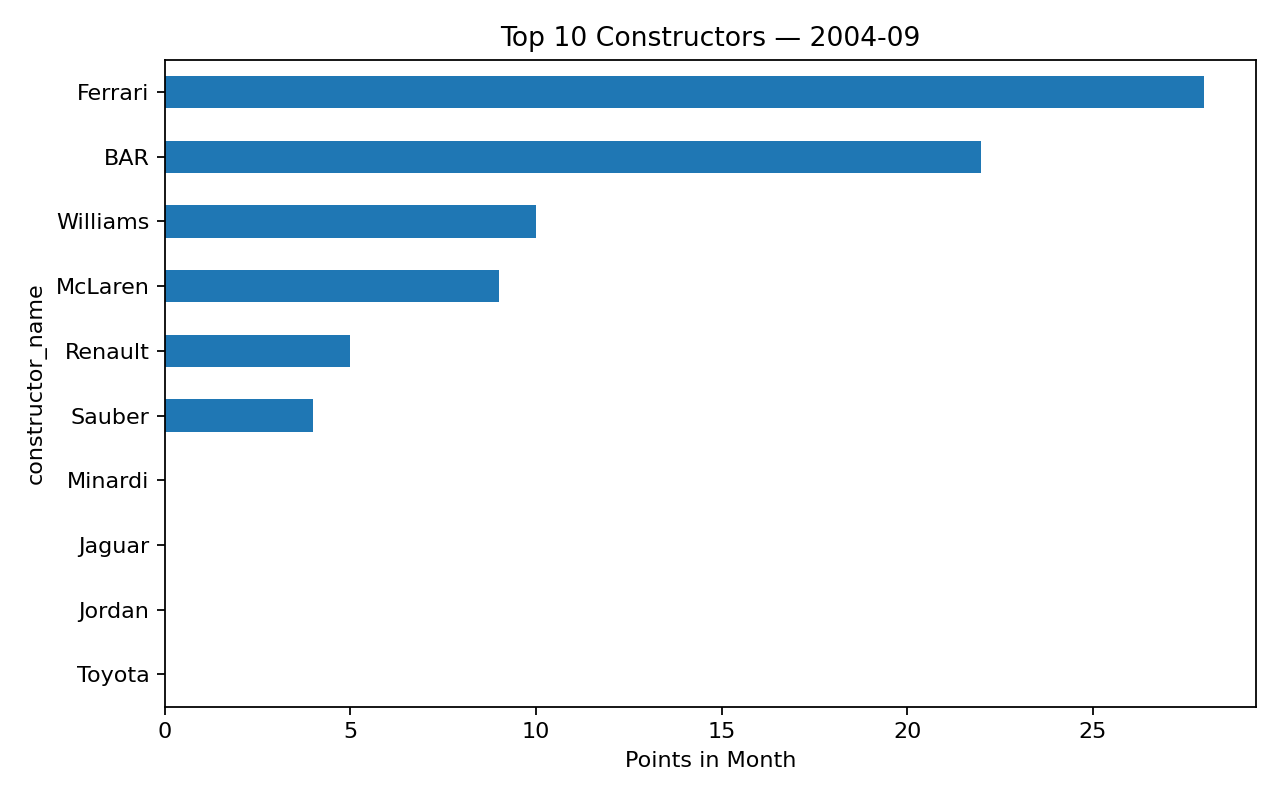 Top 10 Constructors — 2004-09
constructor_name
Ferrari
BAR
Williams
McLaren
Renault
Sauber
Minardi
Jaguar
Jordan
Toyota
0 5 10 15 20 25
Points in Month